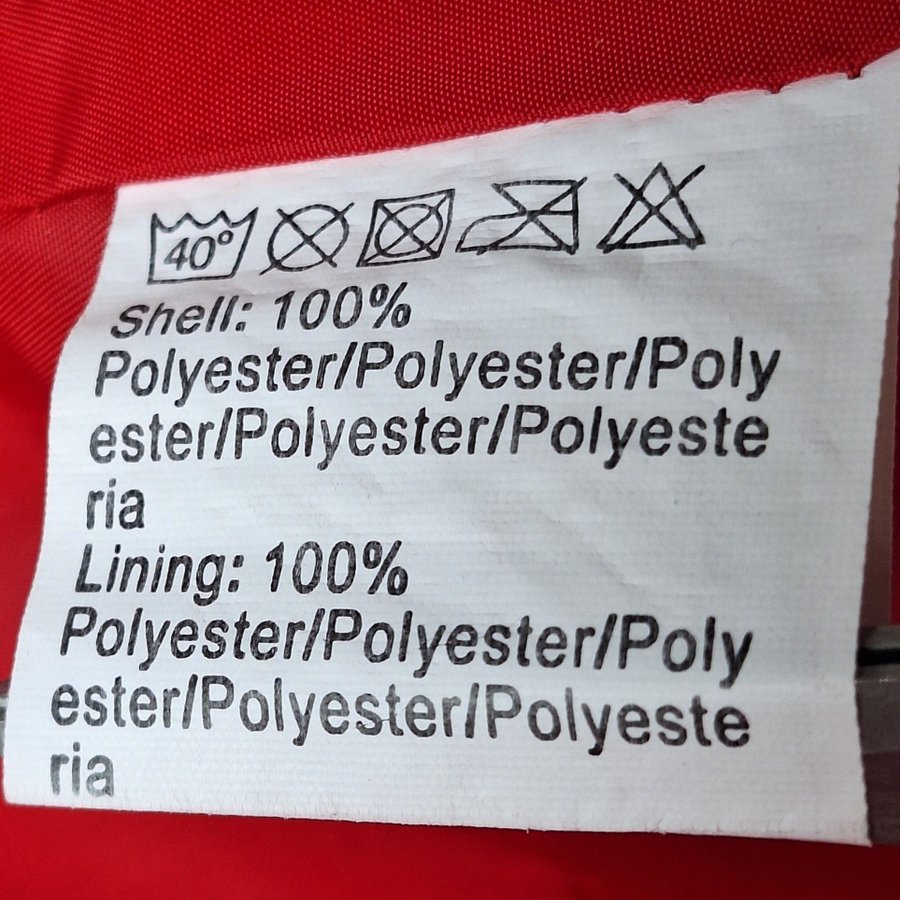 40°
Shell: 100%
Polyester/Polyester/Poly
ester/Polyester/Polyeste
ria
Lining: 100%
Polyester/Polyester/Poly
ester/Polyester/Polyeste
ria